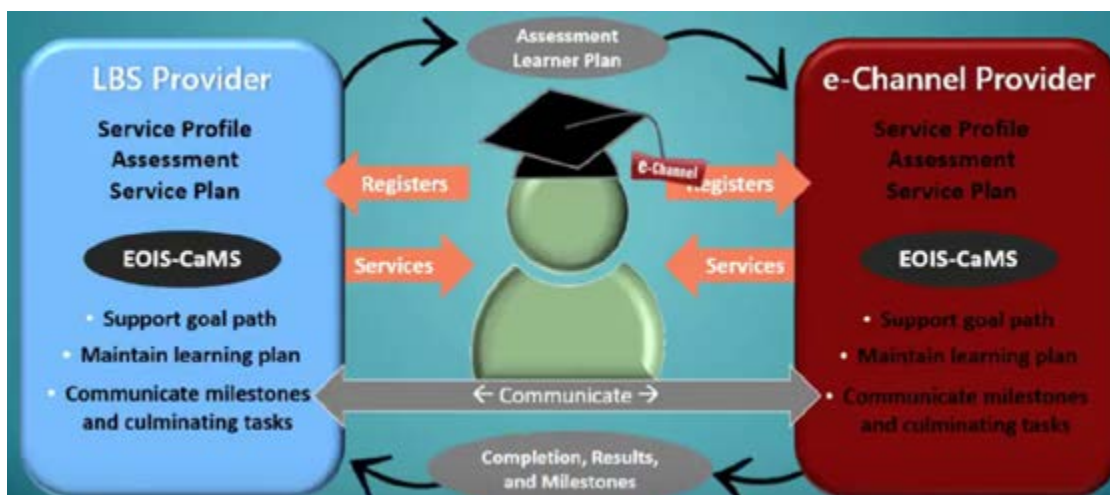 Assessment
Learner Plan
LBS Provider
Service Profile
Assessment
Service Plan
EOIS-CaMS
• Support goal path
• Maintain learning plan
• Communicate milestones
and culminating tasks
Registers
Services
e-Channel
Registers
Services
← Communicate →
e-Channel Provider
Service Profile
Assessment
Service Plan
EOIS-CaMS
• Support goal path
• Maintain learning plan
• Communicate milestones
and culminating tasks
Completion, Results,
and Milestones